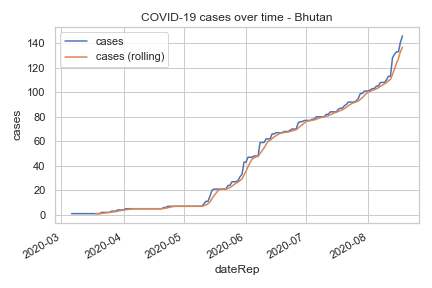 COVID-19 cases over time - Bhutan
cases
cases (rolling)
140
120
100
80
60
40
20
0
cases
2020-03
2020-04
2020-05
2020-06
2020-07
2020-08
dateRep